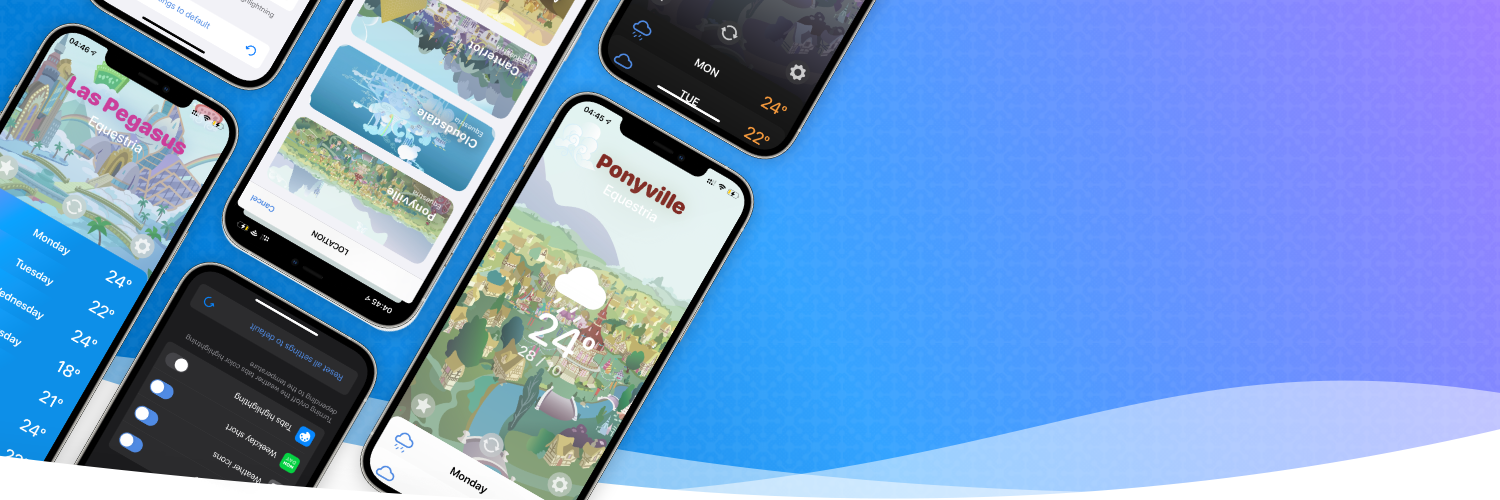 ghtning
ngs to default
04:46
Las Pegasus
Equestria
Monday
24°
Tuesday
22°
ednesday
24°
sday
18°
21°
24°
Canterlot
Equestria
Cloudsdale
Equestria
Ponyville
Equestria
Cancel
LOCATION
04:45
Reset all settings to default
Turning on/off the weather tabs color highlighting
depending to the temperature
Tabs highlighting
Weekday short
Weather icons
04:45
Ponyville
Equestria
24°
28 / 10
Monday
MON
24°
TUE
22°